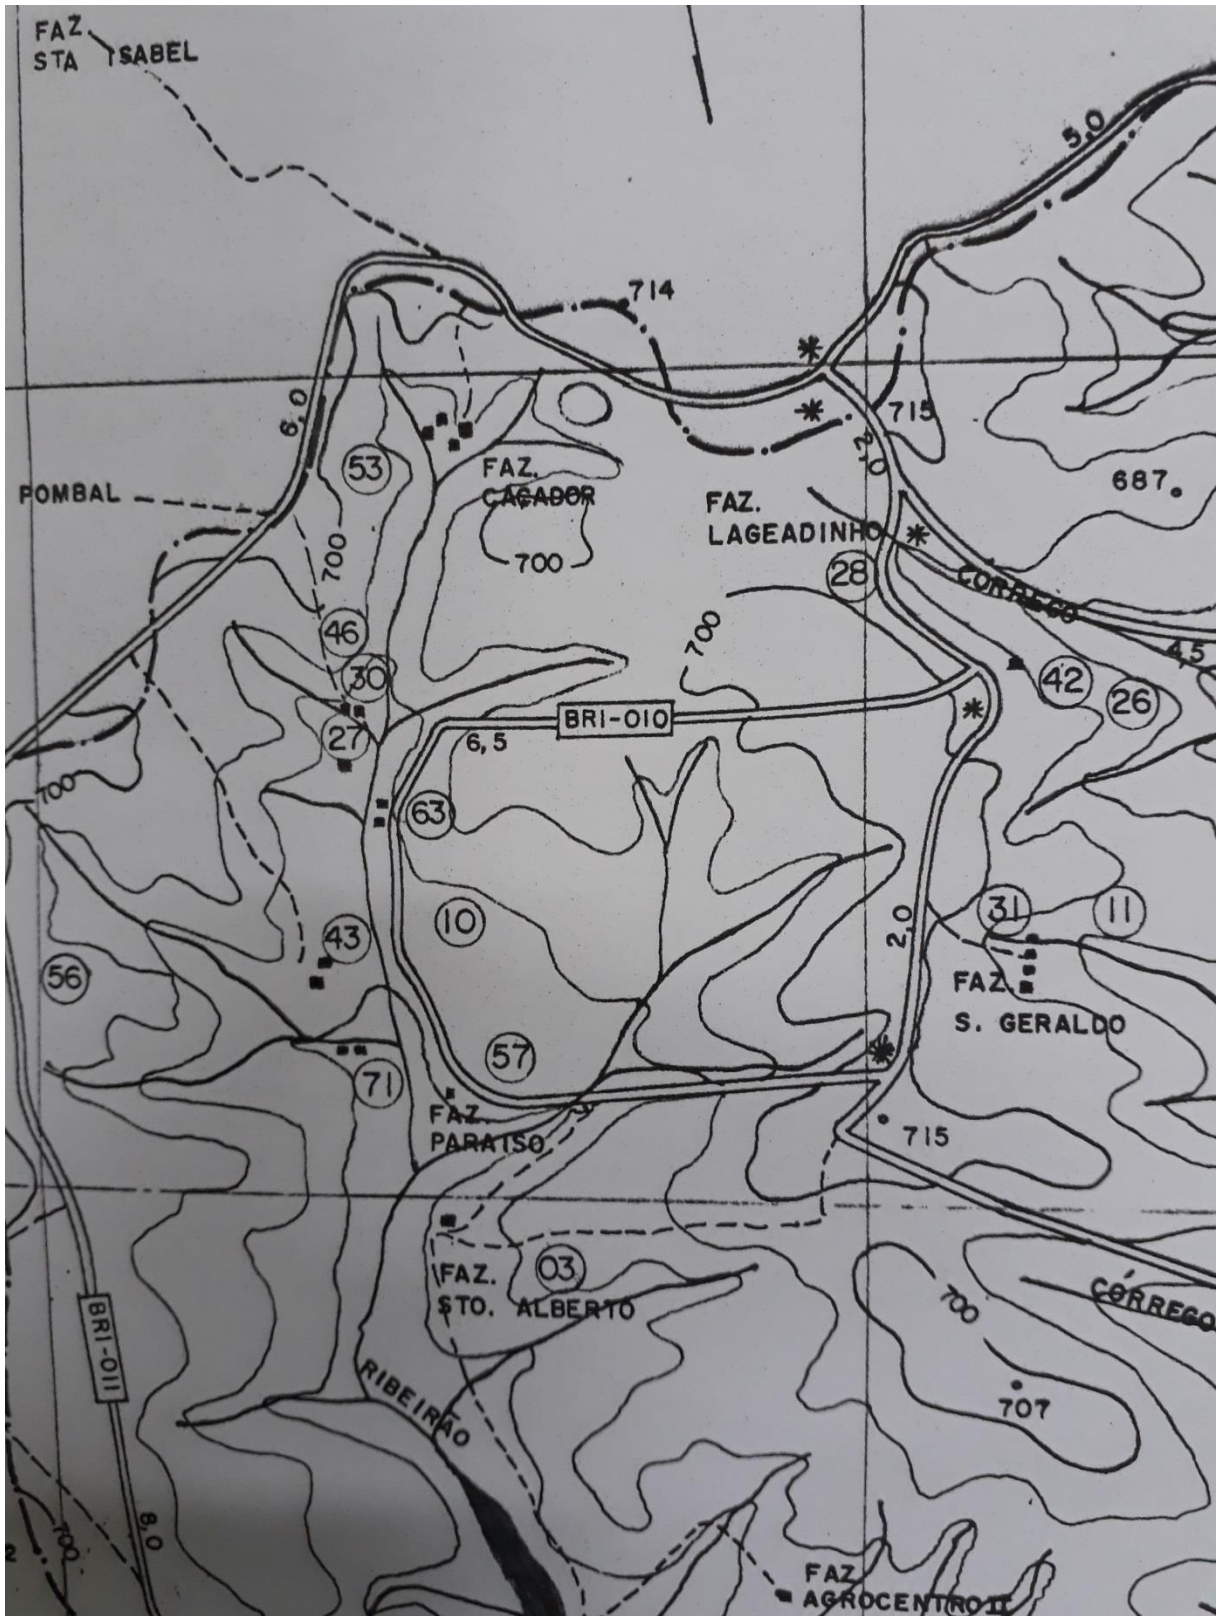 FAZ.
STA ISABEL
5,0
714
6,0
715
53
FAZ.
CAÇADOR
2,0
687
POMBAL
FAZ.
LAGEADINHO
700
700
28
CÓRREGO
46
700
4,5
30
42
26
BRI-010
27
6,5
700
63
10
31
11
43
2,0
56
FAZ.
S. GERALDO
57
71
FAZ.
PARAISO
715
03
FAZ.
STO. ALBERTO
700
CÓRREGO
BRI-011
RIBEIRÃO
707
8,0
700
FAZ
AGROCENTRO II